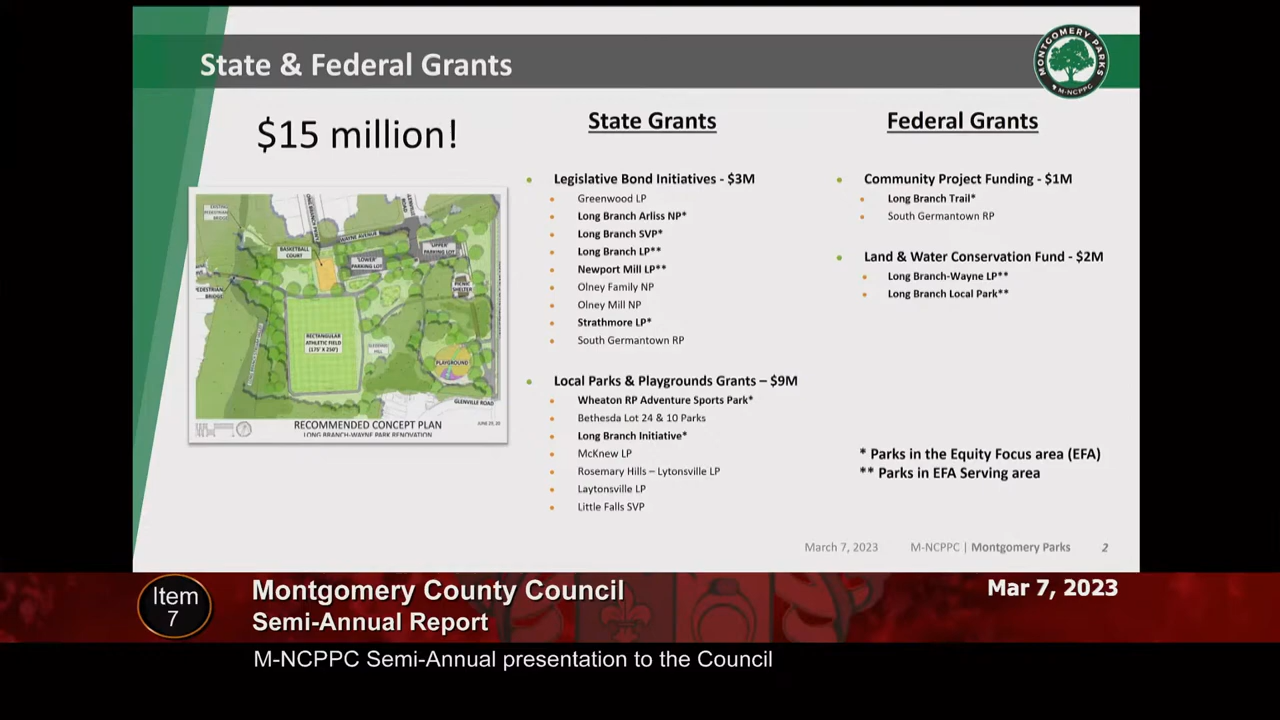 State & Federal Grants
MONTGOMERY PARKS
M-NCPPC
$15 million!
BASKETBALL
COURT
WAYNE AVENUE
"LOWER"
PARKING LOT
"UPPER"
PARKING LOT
PICNIC
SHELTER
RECTANGULAR
ATHLETIC FIELD
(175' X 250')
PLAYGROUND
GLENVILLE ROAD
RECOMMENDED CONCEPT PLAN
LONG BRANCH-WAYNE PARK RENOVATION
State Grants
Legislative Bond Initiatives - $3M
Greenwood LP
Long Branch Arliss NP*
Long Branch SVP*
Long Branch LP**
Newport Mill LP**
Olney Family NP
Olney Mill NP
Strathmore LP*
South Germantown RP
Local Parks & Playgrounds Grants – $9M
Wheaton RP Adventure Sports Park*
Bethesda Lot 24 & 10 Parks
Long Branch Initiative*
McKnew LP
Rosemary Hills – Lytonsville LP
Laytonsville LP
Little Falls SVP
Federal Grants
Community Project Funding - $1M
Long Branch Trail*
South Germantown RP
Land & Water Conservation Fund - $2M
Long Branch-Wayne LP**
Long Branch Local Park**
* Parks in the Equity Focus area (EFA)
** Parks in EFA Serving area
March 7, 2023 M-NCPPC | Montgomery Parks 2
Item
7
Montgomery County Council
Semi-Annual Report
Mar 7, 2023
M-NCPPC Semi-Annual presentation to the Council